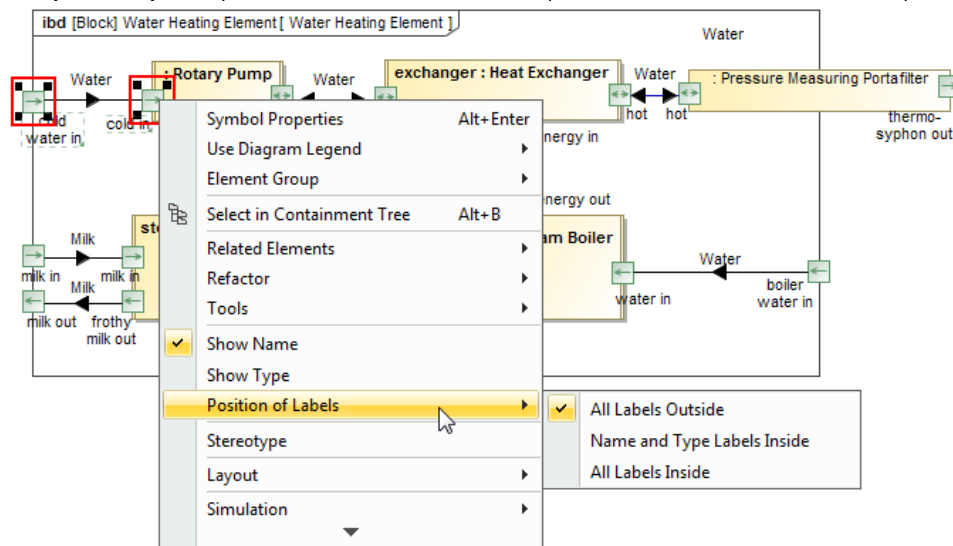 ibd [Block] Water Heating Element [ Water Heating Element ]
Water
Water
: Rotary Pump
Water
exchanger : Heat Exchanger
Water
: Pressure Measuring Portafilter
cold
water in
cold in
hot
hot
thermo-
syphon out
nergy in
nergy out
am Boiler
Milk
milk in
milk in
Milk
milk out
frothy
milk out
Water
water in
boiler
water in
Symbol Properties Alt+Enter
Use Diagram Legend
Element Group
Select in Containment Tree Alt+B
Related Elements
Refactor
Tools
Show Name
Show Type
Position of Labels
Stereotype
Layout
Simulation
All Labels Outside
Name and Type Labels Inside
All Labels Inside